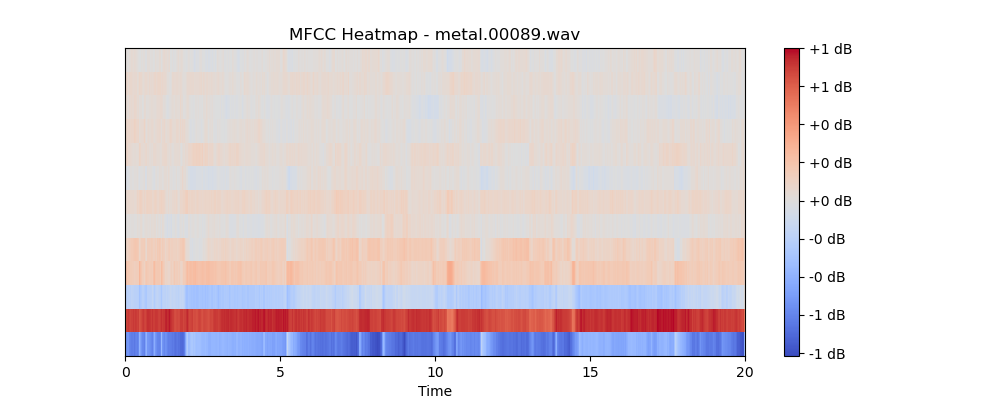 MFCC Heatmap - metal.00089.wav
+1 dB
+1 dB
+0 dB
+0 dB
+0 dB
-0 dB
-0 dB
-1 dB
-1 dB
0 5 10 15 20
Time